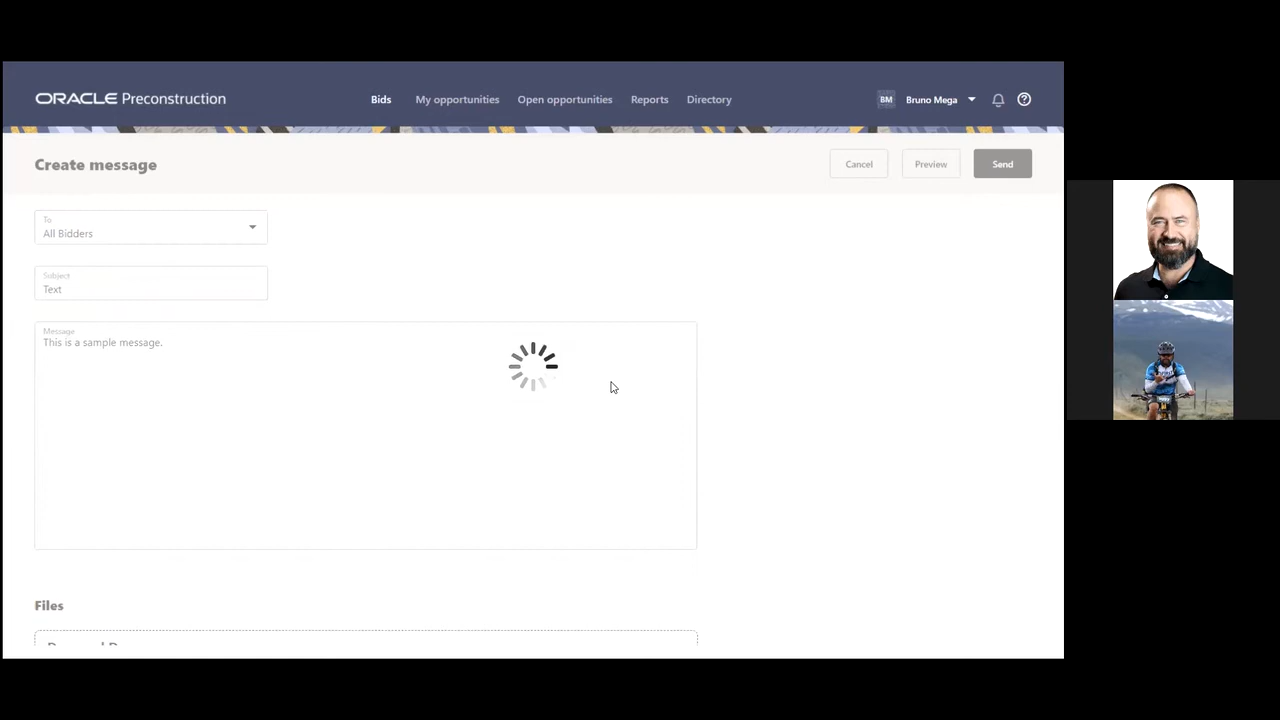 ORACLE Preconstruction
Bids
My opportunities
Open opportunities
Reports
Directory
BM
Bruno Mega
Create message
Cancel
Preview
Send
To
All Bidders
Subject
Text
Message
This is a sample message.
Files